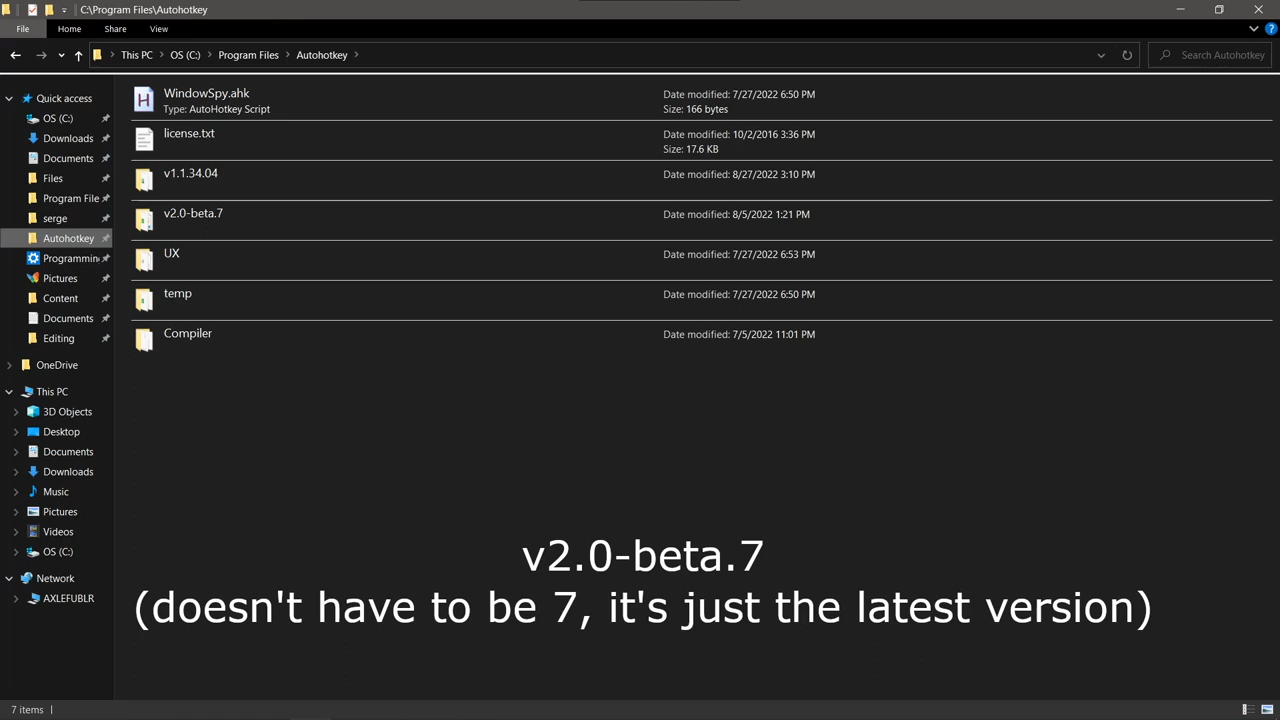 C:\Program Files\Autohotkey
File Home Share View
This PC OS (C:) Program Files Autohotkey
Search Autohotkey
Quick access
OS (C:)
Downloads
Documents
Files
Program File
serge
Autohotkey
Programmin
Pictures
Content
Documents
Editing
OneDrive
This PC
3D Objects
Desktop
Documents
Downloads
Music
Pictures
Videos
OS (C:)
Network
AXLEFUBLR
WindowSpy.ahk
Type: AutoHotkey Script
Date modified: 7/27/2022 6:50 PM
Size: 166 bytes
license.txt
Date modified: 10/2/2016 3:36 PM
Size: 17.6 KB
v1.1.34.04
Date modified: 8/27/2022 3:10 PM
v2.0-beta.7
Date modified: 8/5/2022 1:21 PM
UX
Date modified: 7/27/2022 6:53 PM
temp
Date modified: 7/27/2022 6:50 PM
Compiler
Date modified: 7/5/2022 11:01 PM
v2.0-beta.7
(doesn't have to be 7, it's just the latest version)
7 items